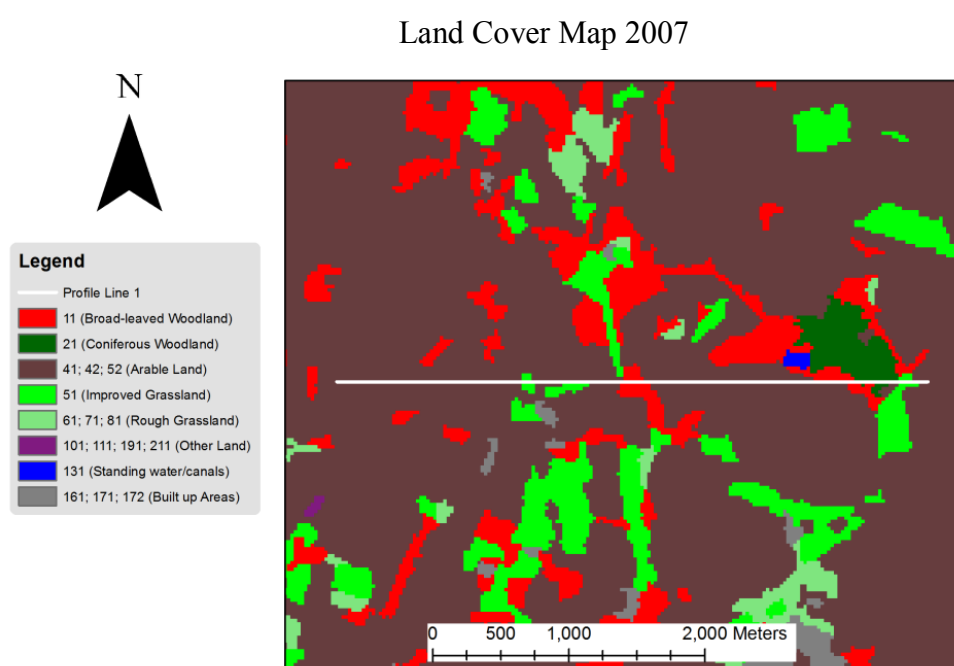 Land Cover Map 2007
N
Legend
Profile Line 1
11 (Broad-leaved Woodland)
21 (Coniferous Woodland)
41; 42; 52 (Arable Land)
51 (Improved Grassland)
61; 71; 81 (Rough Grassland)
101; 111; 191; 211 (Other Land)
131 (Standing water/canals)
161; 171; 172 (Built up Areas)
0 500 1,000 2,000 Meters